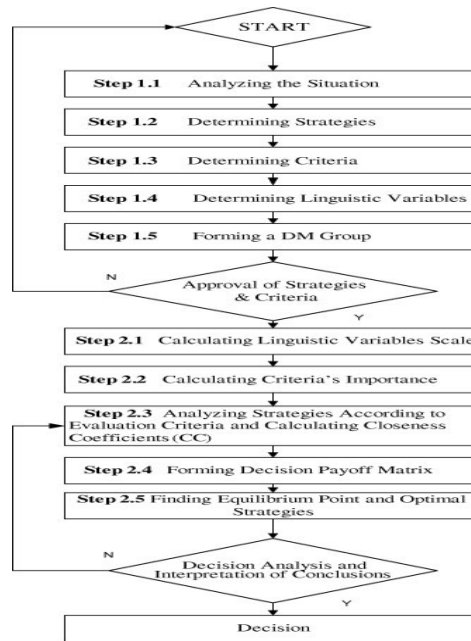 START
Step 1.1 Analyzing the Situation
Step 1.2 Determining Strategies
Step 1.3 Determining Criteria
Step 1.4 Determining Linguistic Variables
Step 1.5 Forming a DM Group
N
Approval of Strategies
& Criteria
Y
Step 2.1 Calculating Linguistic Variables Scale
Step 2.2 Calculating Criteria's Importance
Step 2.3 Analyzing Strategies According to
Evaluation Criteria and Calculating Closeness
Coefficients (CC)
Step 2.4 Forming Decision Payoff Matrix
Step 2.5 Finding Equilibrium Point and Optimal
Strategies
N
Decision Analysis and
Interpretation of Conclusions
Y
Decision